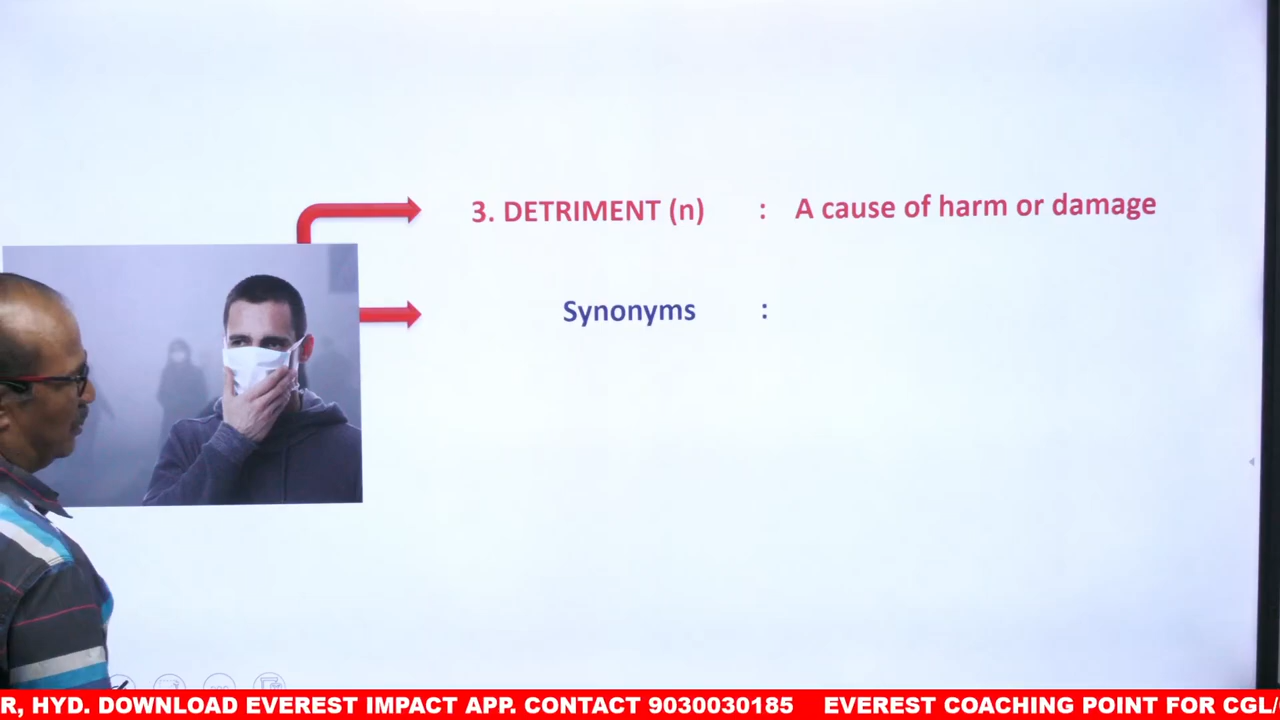 3. DETRIMENT (n) : A cause of harm or damage
Synonyms :
R, HYD. DOWNLOAD EVEREST IMPACT APP. CONTACT 9030030185 EVEREST COACHING POINT FOR CGL/